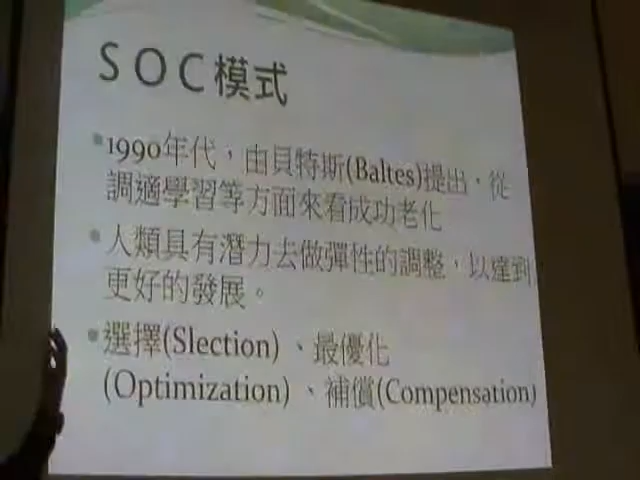 SOC模式
1990年代，由貝特斯(Baltes)提出，從
調適學習等方面來看成功老化
人類具有潛力去做彈性的調整，以達到
更好的發展。
選擇(Slection)、最優化
(Optimization)、補償(Compensation)